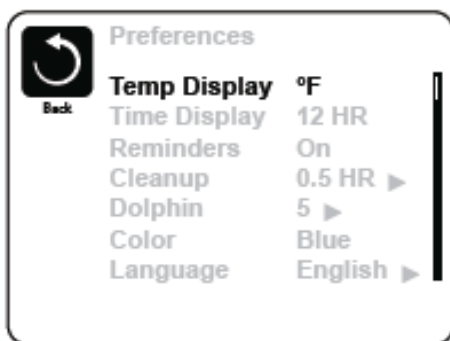 Preferences
Back
Temp Display ºF
Time Display 12 HR
Reminders On
Cleanup 0.5 HR ▶
Dolphin 5 ▶
Color Blue
Language English ▶